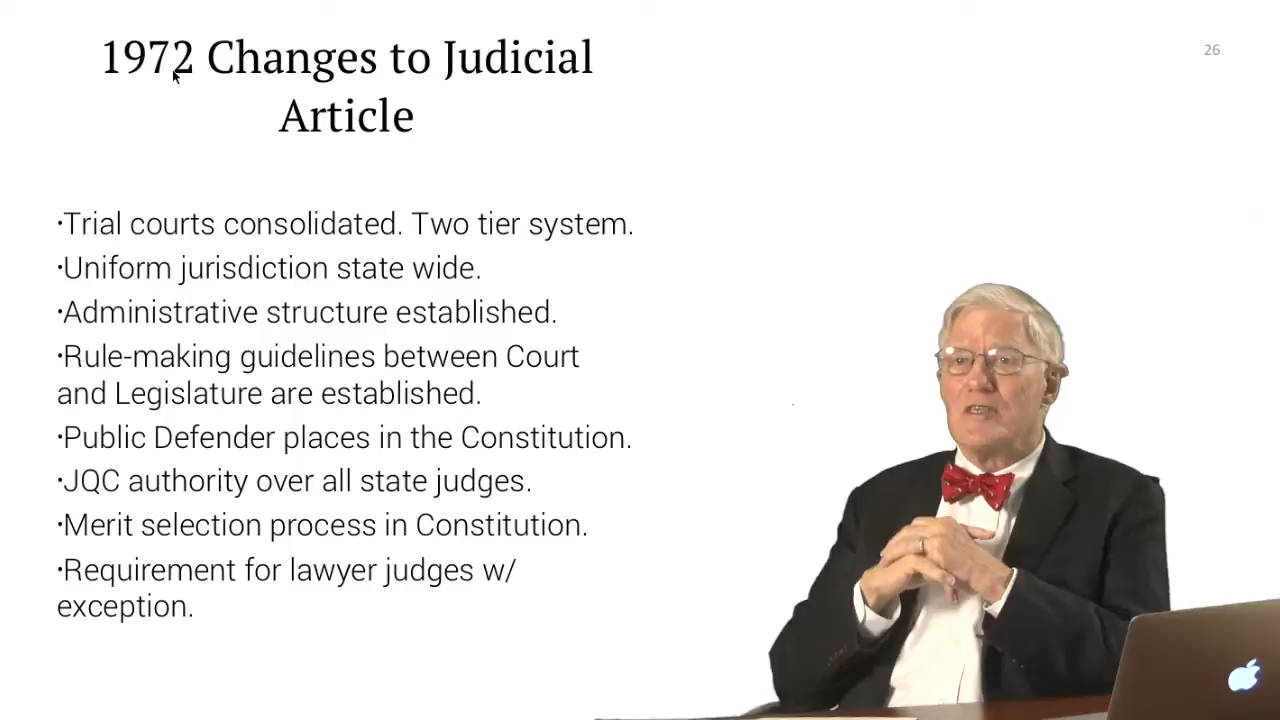 1972 Changes to Judicial
Article
26
·Trial courts consolidated. Two tier system.
·Uniform jurisdiction state wide.
·Administrative structure established.
·Rule-making guidelines between Court
and Legislature are established.
·Public Defender places in the Constitution.
·JQC authority over all state judges.
·Merit selection process in Constitution.
·Requirement for lawyer judges w/
exception.